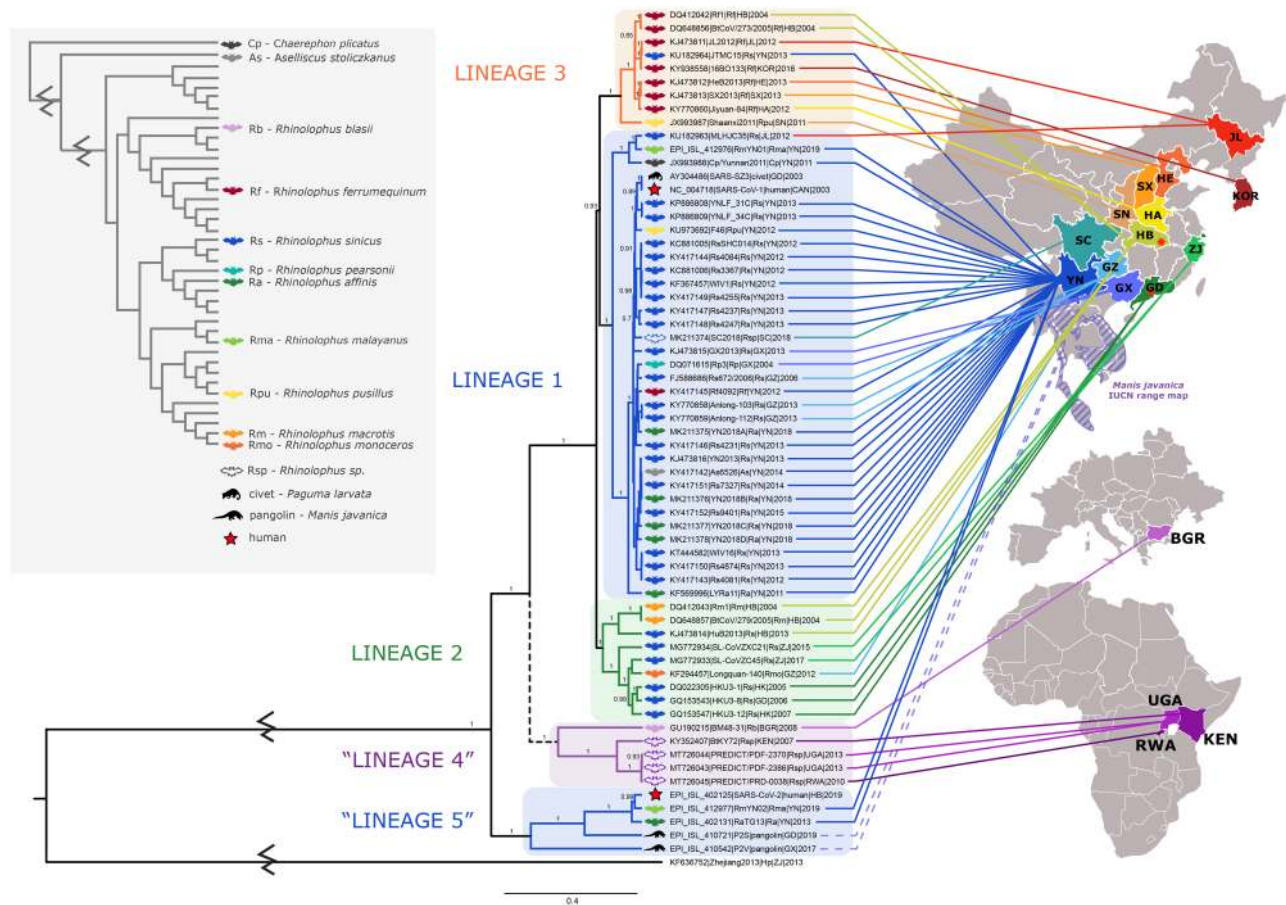 Cp - Chaerephon plicatus
As - Aselliscus stoliczkanus
Rb - Rhinolophus blasii
Rf - Rhinolophus ferrumequinum
Rs - Rhinolophus sinicus
Rp - Rhinolophus pearsonii
Ra - Rhinolophus affinis
Rma - Rhinolophus malayanus
Rpu - Rhinolophus pusillus
Rm - Rhinolophus macrotis
Rmo - Rhinolophus monoceros
Rsp - Rhinolophus sp.
civet - Paguma larvata
pangolin - Manis javanica
human
LINEAGE 3
LINEAGE 1
LINEAGE 2
"LINEAGE 4"
"LINEAGE 5"
DQ412042|Rf1|Rf|HB|2004
DQ648856|BtCoV/273/2005|Rf|HB|2004
KJ473811|JL2012|Rf|JL|2012
KU182964|JTMC15|Rs|YN|2013
KY938558|16BO133|Rf|KOR|2016
KJ473812|HeB2013|Rf|HE|2013
KJ473813|SX2013|Rf|SX|2013
KY770860|Jiyuan-84|Rf|HA|2012
JX993987|Shaanxi2011|Rpu|SN|2011
KU182963|MLHJC35|Rs|JL|2012
EPI_ISL_412976|RmYN01|Rma|YN|2019
JX993988|Cp/Yunnan2011|Cp|YN|2011
AY304486|SARS-SZ3|civet|GD|2003
NC_004718|SARS-CoV-1|human|CAN|2003
KP886808|YNLF_31C|Rs|YN|2013
KP886809|YNLF_34C|Rs|YN|2013
KU973692|F46|Rpu|YN|2012
KC881005|RsSHC014|Rs|YN|2012
KY417144|Rs4084|Rs|YN|2012
KC881006|Rs3367|Rs|YN|2012
KF367457|WIV1|Rs|YN|2012
KY417149|Rs4255|Rs|YN|2013
KY417147|Rs4237|Rs|YN|2013
KY417148|Rs4247|Rs|YN|2013
MK211374|SC2018|Rsp|SC|2018
KJ473815|GX2013|Rs|GX|2013
DQ071615|Rp3|Rp|GX|2004
FJ588686|Rs672/2006|Rs|GZ|2006
KY417145|Rf4092|Rf|YN|2012
KY770858|Anlong-103|Rs|GZ|2013
KY770859|Anlong-112|Rs|GZ|2013
MK211375|YN2018A|Ra|YN|2018
KY417146|Rs4231|Rs|YN|2013
KJ473816|YN2013|Rs|YN|2013
KY417142|As6526|As|YN|2014
KY417151|Rs7327|Rs|YN|2014
MK211376|YN2018B|Ra|YN|2018
KY417152|Rs9401|Rs|YN|2015
MK211377|YN2018C|Ra|YN|2018
MK211378|YN2018D|Ra|YN|2018
KT444582|WIV16|Rs|YN|2013
KY417150|Rs4874|Rs|YN|2013
KY417143|Rs4081|Rs|YN|2012
KF569996|LYRa11|Ra|YN|2011
DQ412043|Rm1|Rm|HB|2004
DQ648857|BtCoV/279/2005|Rm|HB|2004
KJ473814|HuB2013|Rs|HB|2013
MG772934|SL-CoVZXC21|Rs|ZJ|2015
MG772933|SL-CoVZC45|Rs|ZJ|2017
KF294457|Longquan-140|Rmo|GZ|2012
DQ022305|HKU3-1|Rs|HK|2005
GQ153543|HKU3-8|Rs|GD|2006
GQ153547|HKU3-12|Rs|HK|2007
GU190215|BM48-31|Rb|BGR|2008
KY352407|BtKY72|Rsp|KEN|2007
MT726044|PREDICT/PDF-2370|Rsp|UGA|2013
MT726043|PREDICT/PDF-2386|Rsp|UGA|2013
MT726045|PREDICT/PRD-0038|Rsp|RWA|2010
EPI_ISL_402125|SARS-CoV-2|human|HB|2019
EPI_ISL_412977|RmYN02|Rma|YN|2019
EPI_ISL_402131|RaTG13|Ra|YN|2013
EPI_ISL_410721|P2S|pangolin|GD|2019
EPI_ISL_410542|P2V|pangolin|GX|2017
KF636752|Zhejiang2013|Hp|ZJ|2013
0.4
JL
HE
SX
KOR
SN
HA
HB
SC
ZJ
GZ
YN
GX
GD
Manis javanica
IUCN range map
BGR
UGA
RWA
KEN